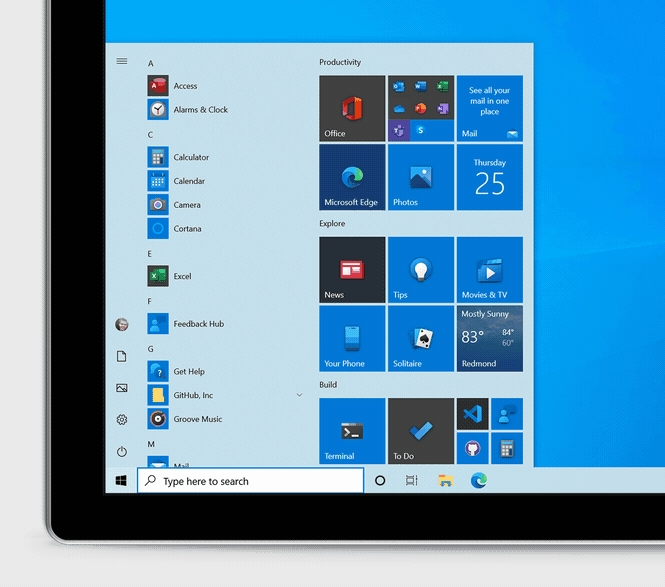 A
Access
Alarms & Clock
C
Calculator
Calendar
Camera
Cortana
E
Excel
F
Feedback Hub
G
Get Help
GitHub, Inc
Groove Music
M
Mail
Productivity
Office
See all your
mail in one
place
Mail
Microsoft Edge
Photos
Thursday
25
Explore
News
Tips
Movies & TV
Your Phone
Solitaire
Mostly Sunny
83°
84°
60°
Redmond
Build
Terminal
To Do
Type here to search